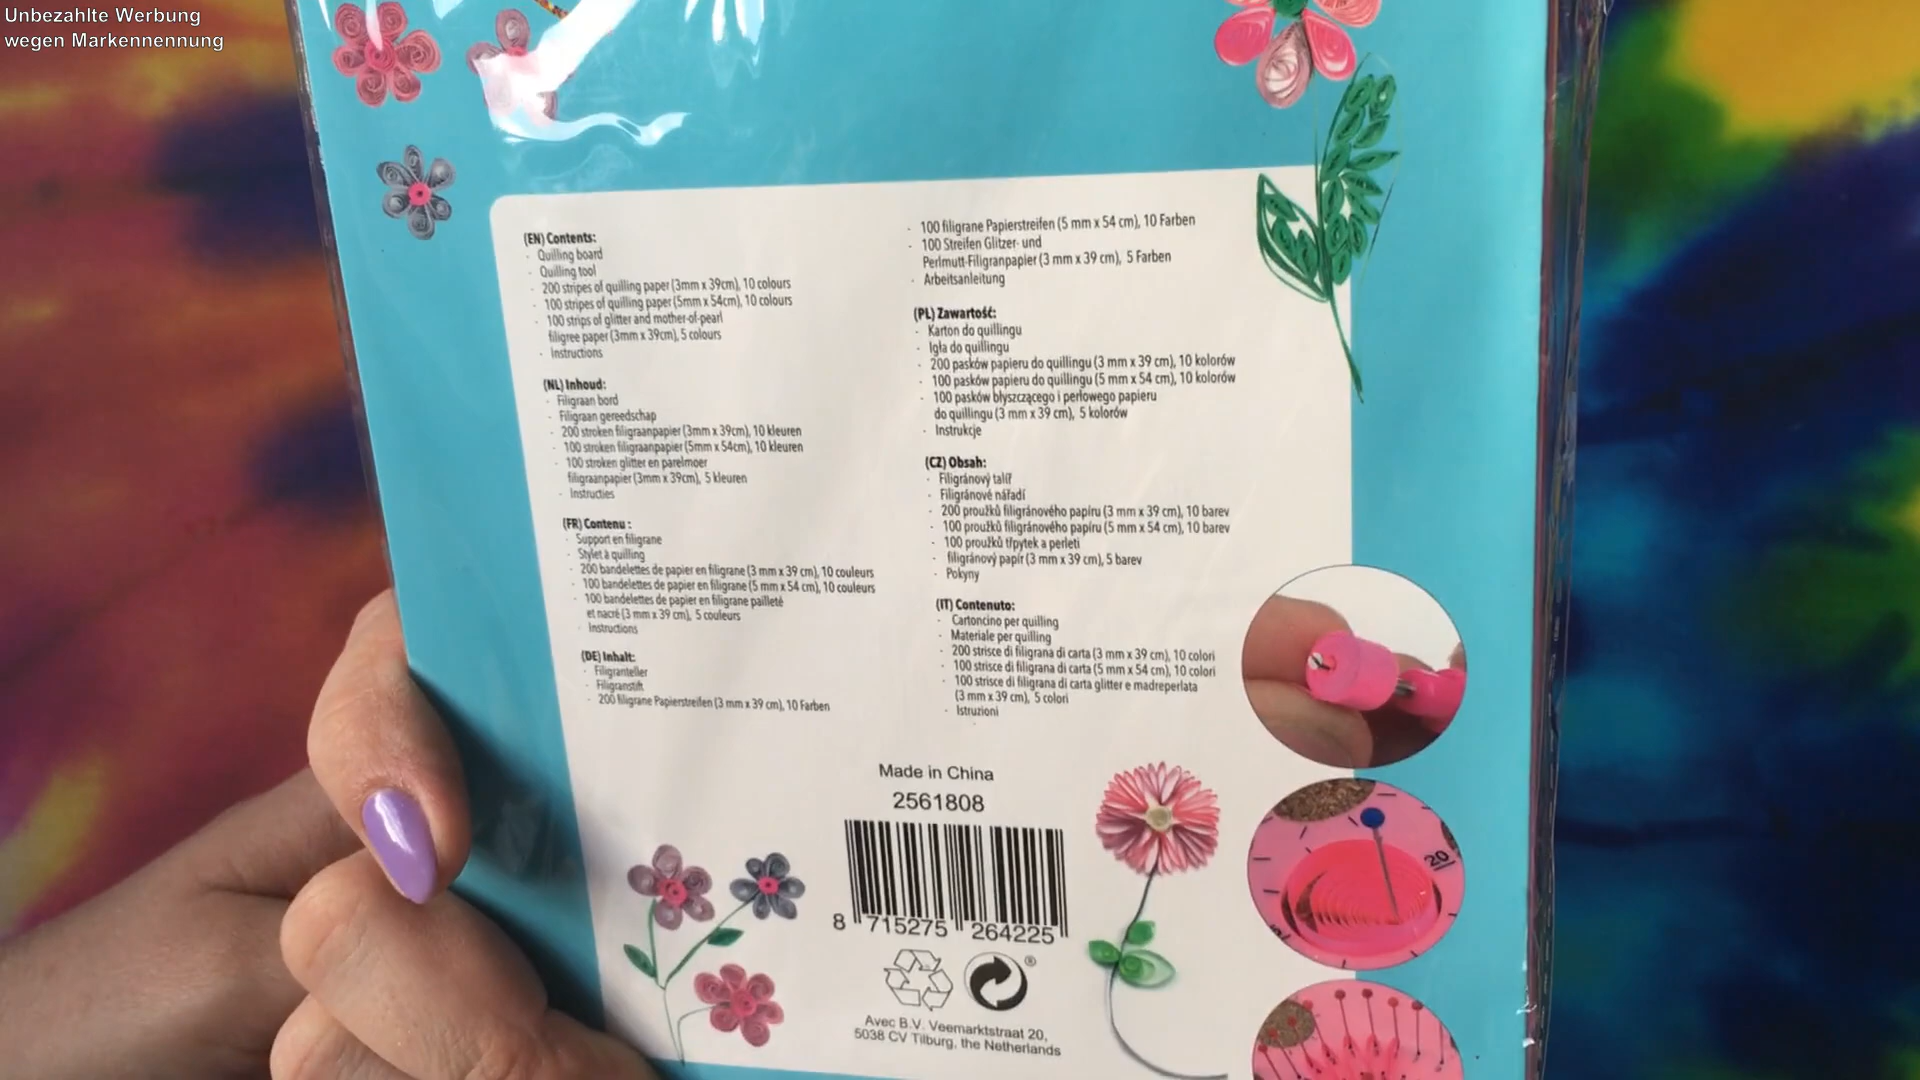 Unbezahlte Werbung
wegen Markennennung
(EN) Contents:
- Quilling board
- Quilling tool
- 200 stripes of quilling paper (3mm x 39cm), 10 colours
- 100 stripes of quilling paper (5mm x 54cm), 10 colours
- 100 strips of glitter and mother-of-pearl
filigree paper (3mm x 39cm), 5 colours
- Instructions
(NL) Inhoud:
- Filigraan bord
- Filigraan gereedschap
- 200 stroken filigraanpapier (3mm x 39cm), 10 kleuren
- 100 stroken filigraanpapier (5mm x 54cm), 10 kleuren
- 100 stroken glitter en parelmoer
filigraanpapier (3mm x 39cm), 5 kleuren
- Instructies
(FR) Contenu :
- Support en filigrane
- Stylet à quilling
- 200 bandelettes de papier en filigrane (3 mm x 39 cm), 10 couleurs
- 100 bandelettes de papier en filigrane (5 mm x 54 cm), 10 couleurs
- 100 bandelettes de papier en filigrane pailleté
et nacré (3 mm x 39 cm), 5 couleurs
- Instructions
(DE) Inhalt:
- Filigranteller
- Filigranstift
- 200 filigrane Papierstreifen (3 mm x 39 cm), 10 Farben
- 100 filigrane Papierstreifen (5 mm x 54 cm), 10 Farben
- 100 Streifen Glitzer- und
Perlmutt-Filigranpapier (3 mm x 39 cm), 5 Farben
- Arbeitsanleitung
(PL) Zawartość:
- Karton do quillingu
- Igła do quillingu
- 200 pasków papieru do quillingu (3 mm x 39 cm), 10 kolorów
- 100 pasków papieru do quillingu (5 mm x 54 cm), 10 kolorów
- 100 pasków błyszczącego i perłowego papieru
do quillingu (3 mm x 39 cm), 5 kolorów
- Instrukcje
(CZ) Obsah:
- Filigránový talíř
- Filigránové nářadí
- 200 proužků filigránového papíru (3 mm x 39 cm), 10 barev
- 100 proužků filigránového papíru (5 mm x 54 cm), 10 barev
- 100 proužků třpytek a perleti
- filigránový papír (3 mm x 39 cm), 5 barev
- Pokyny
(IT) Contenuto:
- Cartoncino per quilling
- Materiale per quilling
- 200 strisce di filigrana di carta (3 mm x 39 cm), 10 colori
- 100 strisce di filigrana di carta (5 mm x 54 cm), 10 colori
- 100 strisce di filigrana di carta glitter e madreperlata
(3 mm x 39 cm), 5 colori
- Istruzioni
Made in China
2561808
8 715275 264225
®
Avec B.V. Veemarktstraat 20,
5038 CV Tilburg, the Netherlands
20